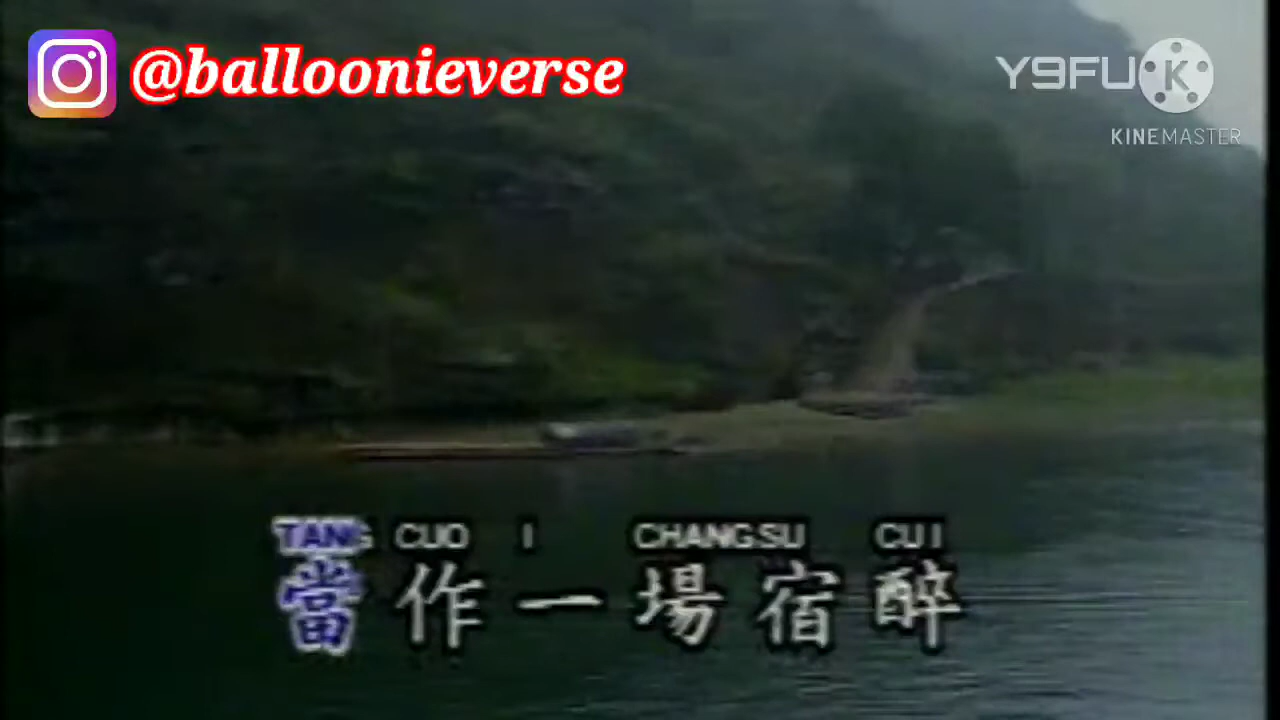 @balloonieverse
Y9FU
K
KINEMASTER
TANG CUO I CHANGSU CUI
當作一場宿醉